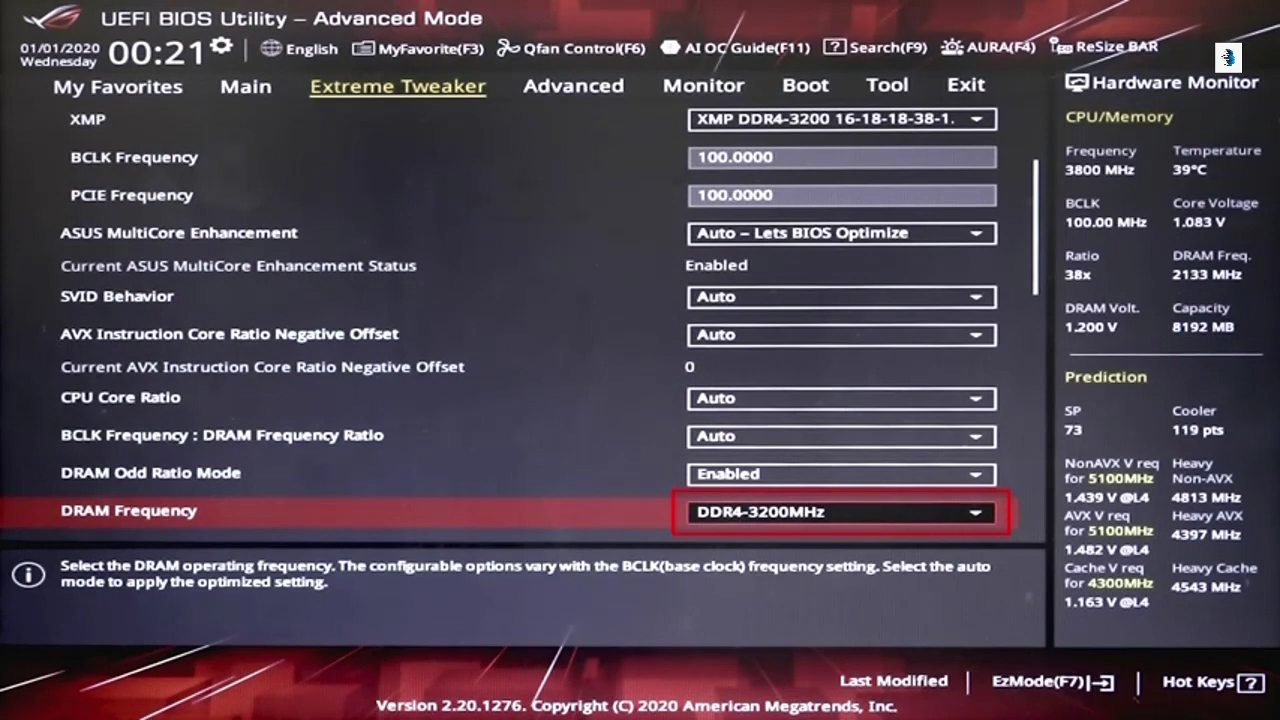 UEFI BIOS Utility – Advanced Mode
01/01/2020
Wednesday
00:21
English
MyFavorite(F3)
Qfan Control(F6)
AI OC Guide(F11)
Search(F9)
AURA(F4)
ReSize BAR
My Favorites
Main
Extreme Tweaker
Advanced
Monitor
Boot
Tool
Exit
XMP
XMP DDR4-3200 16-18-18-38-1.
BCLK Frequency
100.0000
PCIE Frequency
100.0000
ASUS MultiCore Enhancement
Auto – Lets BIOS Optimize
Current ASUS MultiCore Enhancement Status
Enabled
SVID Behavior
Auto
AVX Instruction Core Ratio Negative Offset
Auto
Current AVX Instruction Core Ratio Negative Offset
0
CPU Core Ratio
Auto
BCLK Frequency : DRAM Frequency Ratio
Auto
DRAM Odd Ratio Mode
Enabled
DRAM Frequency
DDR4-3200MHz
Select the DRAM operating frequency. The configurable options vary with the BCLK(base clock) frequency setting. Select the auto
mode to apply the optimized setting.
Hardware Monitor
CPU/Memory
Frequency
Temperature
3800 MHz
39°C
BCLK
Core Voltage
100.00 MHz
1.083 V
Ratio
DRAM Freq.
38x
2133 MHz
DRAM Volt.
Capacity
1.200 V
8192 MB
Prediction
SP
Cooler
73
119 pts
NonAVX V req
for 5100MHz
1.439 V @L4
Heavy
Non-AVX
4813 MHz
AVX V req
for 5100MHz
1.482 V @L4
Heavy AVX
4397 MHz
Cache V req
for 4300MHz
1.163 V @L4
Heavy Cache
4543 MHz
Last Modified
EzMode(F7)
Hot Keys ?
Version 2.20.1276. Copyright (C) 2020 American Megatrends, Inc.